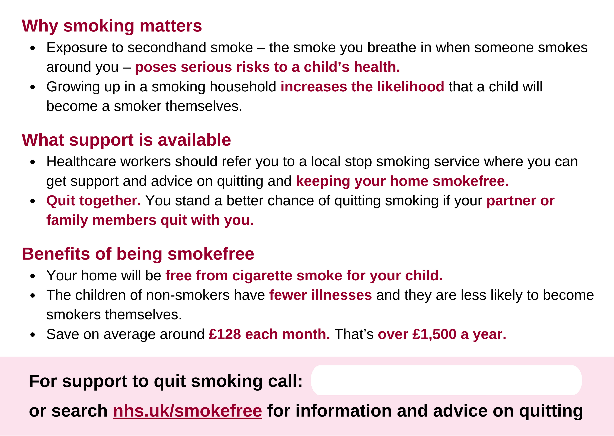 Why smoking matters
• Exposure to secondhand smoke – the smoke you breathe in when someone smokes
around you – poses serious risks to a child's health.
• Growing up in a smoking household increases the likelihood that a child will
become a smoker themselves.
What support is available
• Healthcare workers should refer you to a local stop smoking service where you can
get support and advice on quitting and keeping your home smokefree.
• Quit together. You stand a better chance of quitting smoking if your partner or
family members quit with you.
Benefits of being smokefree
• Your home will be free from cigarette smoke for your child.
• The children of non-smokers have fewer illnesses and they are less likely to become
smokers themselves.
• Save on average around £128 each month. That's over £1,500 a year.
For support to quit smoking call:
or search nhs.uk/smokefree for information and advice on quitting